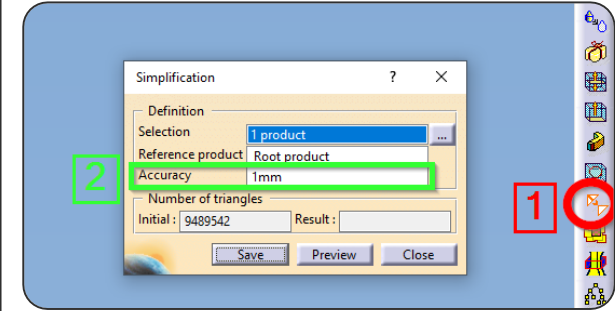 Simplification ? ×
Definition
Selection 1 product ...
Reference product Root product
2 Accuracy 1mm
Number of triangles
1
Initial : 9489542 Result :
Save Preview Close